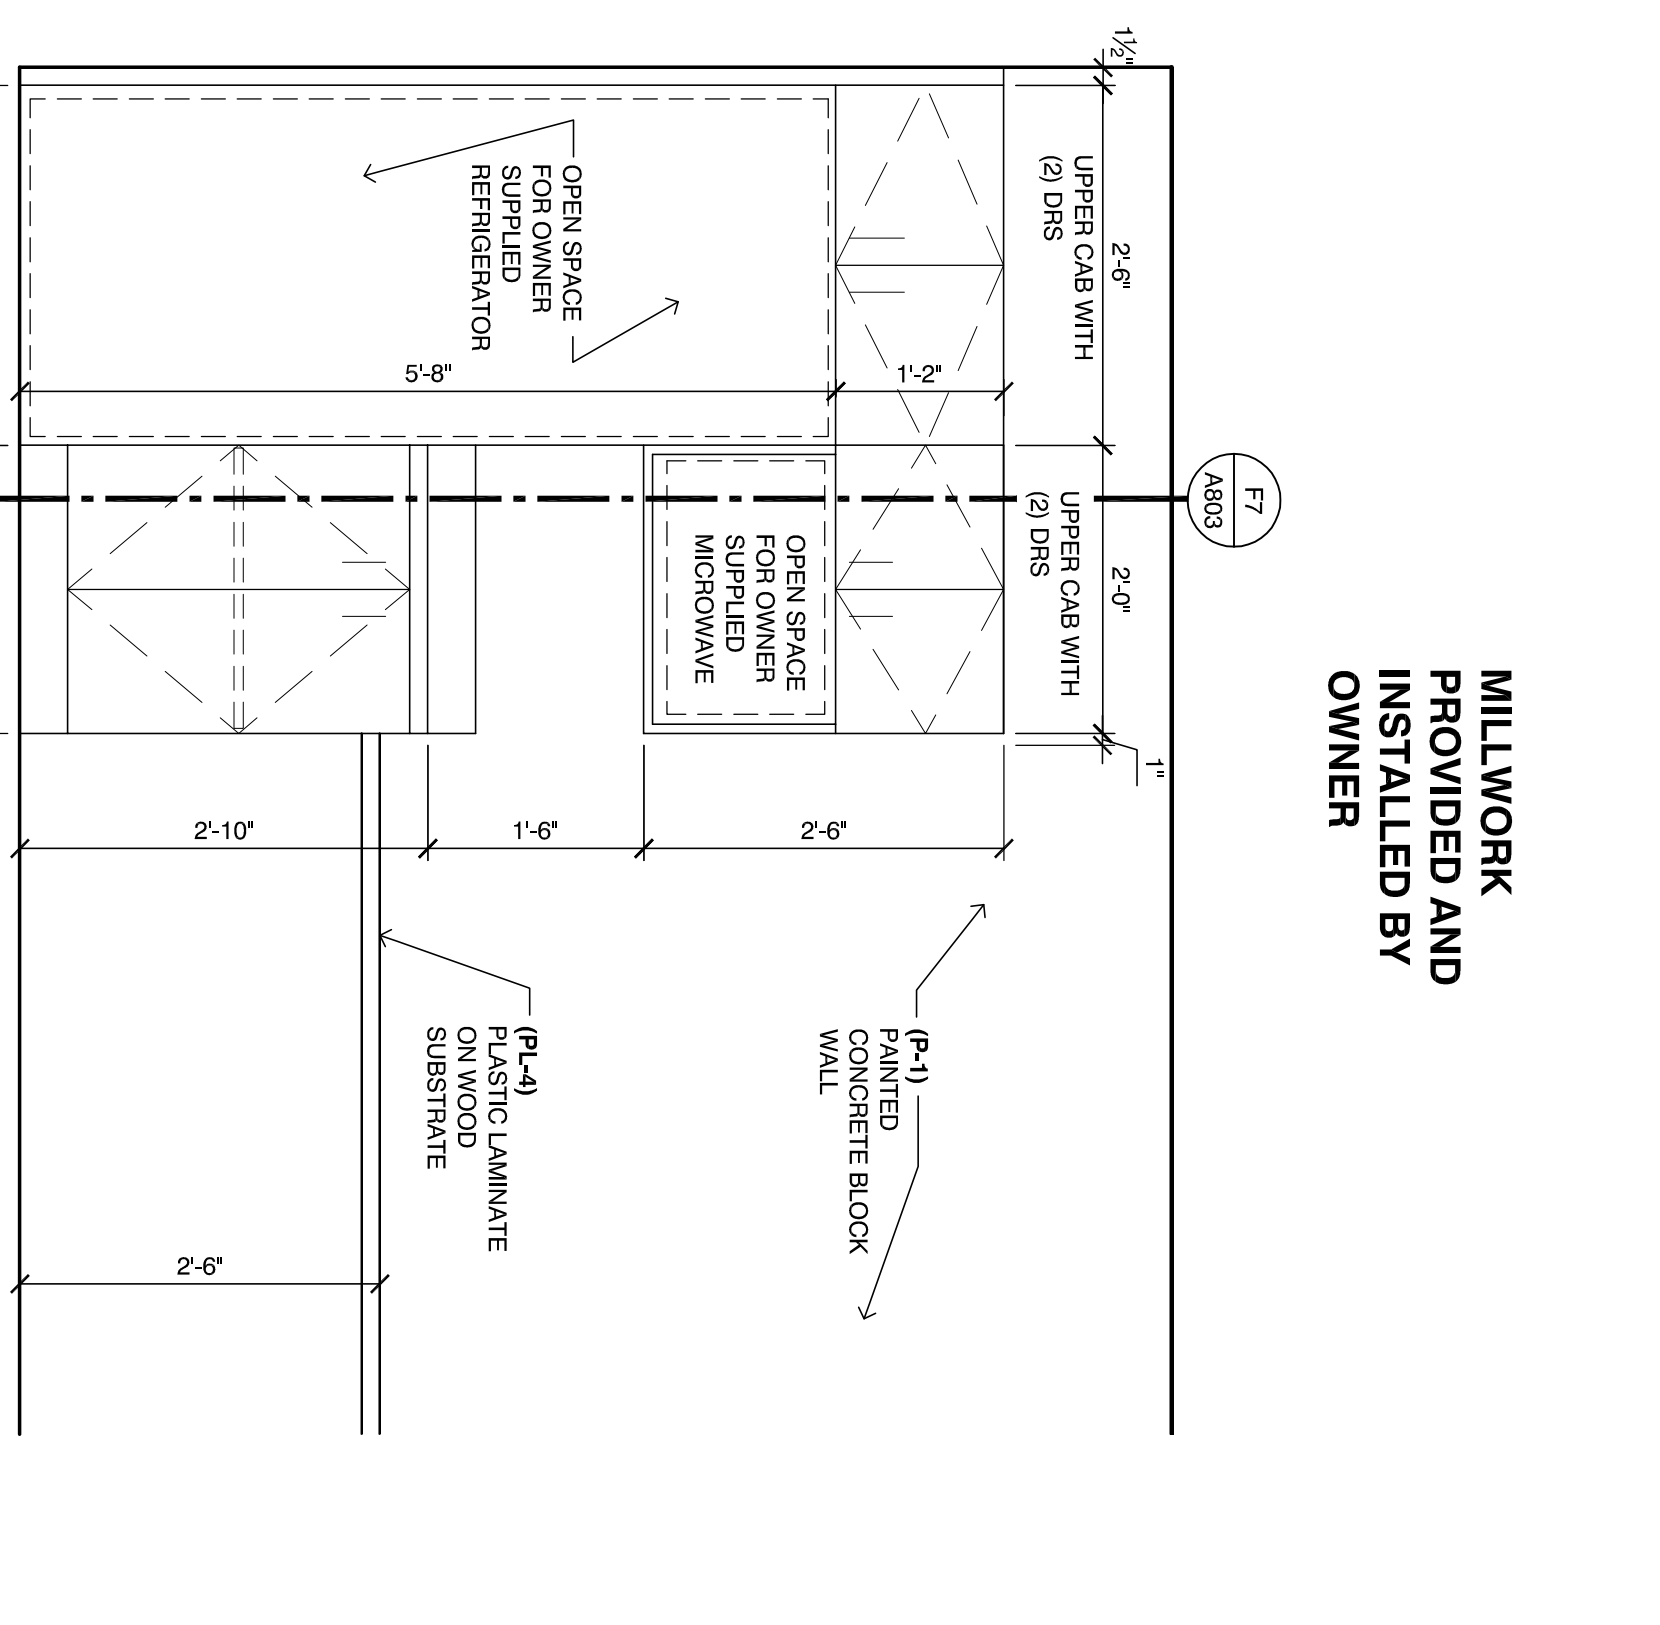 MILLWORK
PROVIDED AND
INSTALLED BY
OWNER
F7
A803
1½"
2'-6"
2'-0"
1"
UPPER CAB WITH
(2) DRS
UPPER CAB WITH
(2) DRS
OPEN SPACE
FOR OWNER
SUPPLIED
REFRIGERATOR
5'-8"
1'-2"
OPEN SPACE
FOR OWNER
SUPPLIED
MICROWAVE
2'-10"
1'-6"
2'-6"
(P-1)
PAINTED
CONCRETE BLOCK
WALL
(PL-4)
PLASTIC LAMINATE
ON WOOD
SUBSTRATE
2'-6"